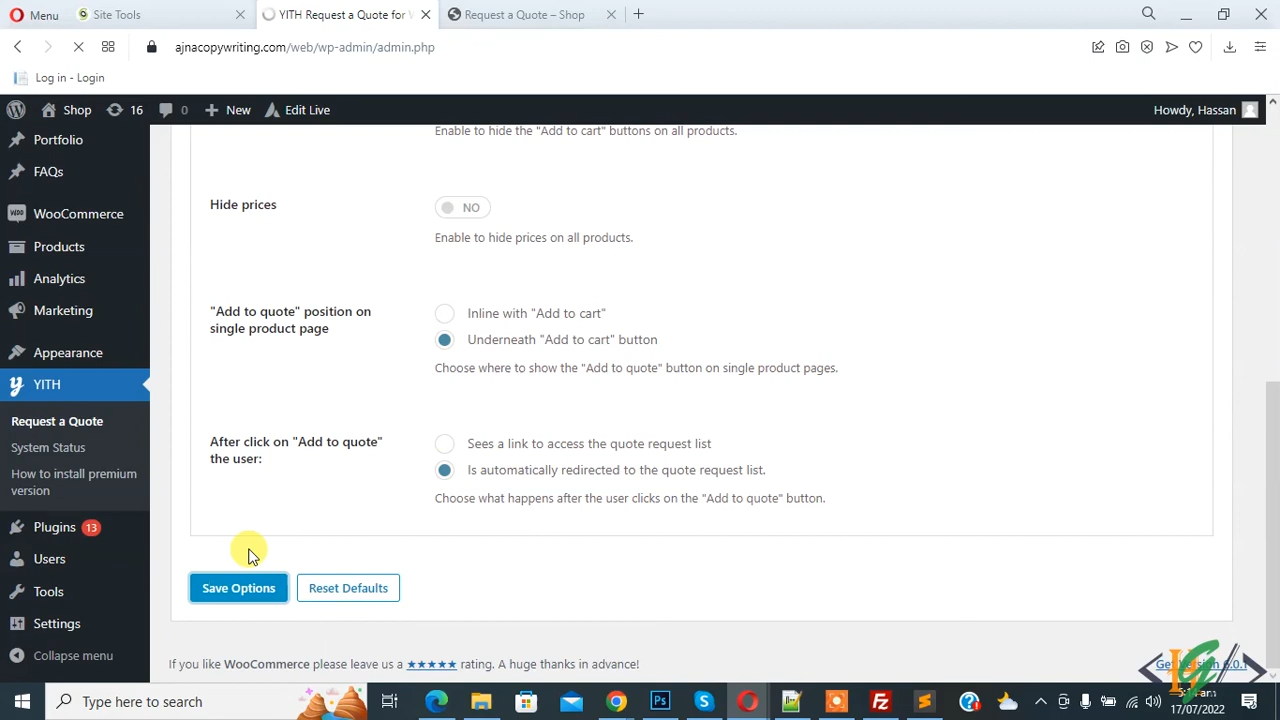 Menu
Site Tools
YITH Request a Quote for
Request a Quote – Shop
ajnacopywriting.com/web/wp-admin/admin.php
Log in - Login
Shop
16
0
New
Edit Live
Howdy, Hassan
Portfolio
FAQs
WooCommerce
Products
Analytics
Marketing
Appearance
YITH
Request a Quote
System Status
How to install premium
version
Plugins 13
Users
Tools
Settings
Collapse menu
Enable to hide the "Add to cart" buttons on all products.
Hide prices
NO
Enable to hide prices on all products.
"Add to quote" position on
single product page
Inline with "Add to cart"
Underneath "Add to cart" button
Choose where to show the "Add to quote" button on single product pages.
After click on "Add to quote"
the user:
Sees a link to access the quote request list
Is automatically redirected to the quote request list.
Choose what happens after the user clicks on the "Add to quote" button.
Save Options
Reset Defaults
If you like WooCommerce please leave us a ★★★★★ rating. A huge thanks in advance!
Type here to search
17/07/2022